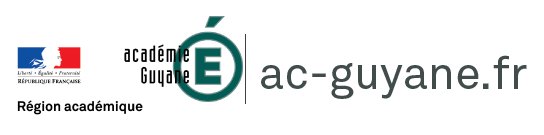 Liberté • Égalité • Fraternité
RÉPUBLIQUE FRANÇAISE
Région académique
académie
Guyane
É
ac-guyane.fr